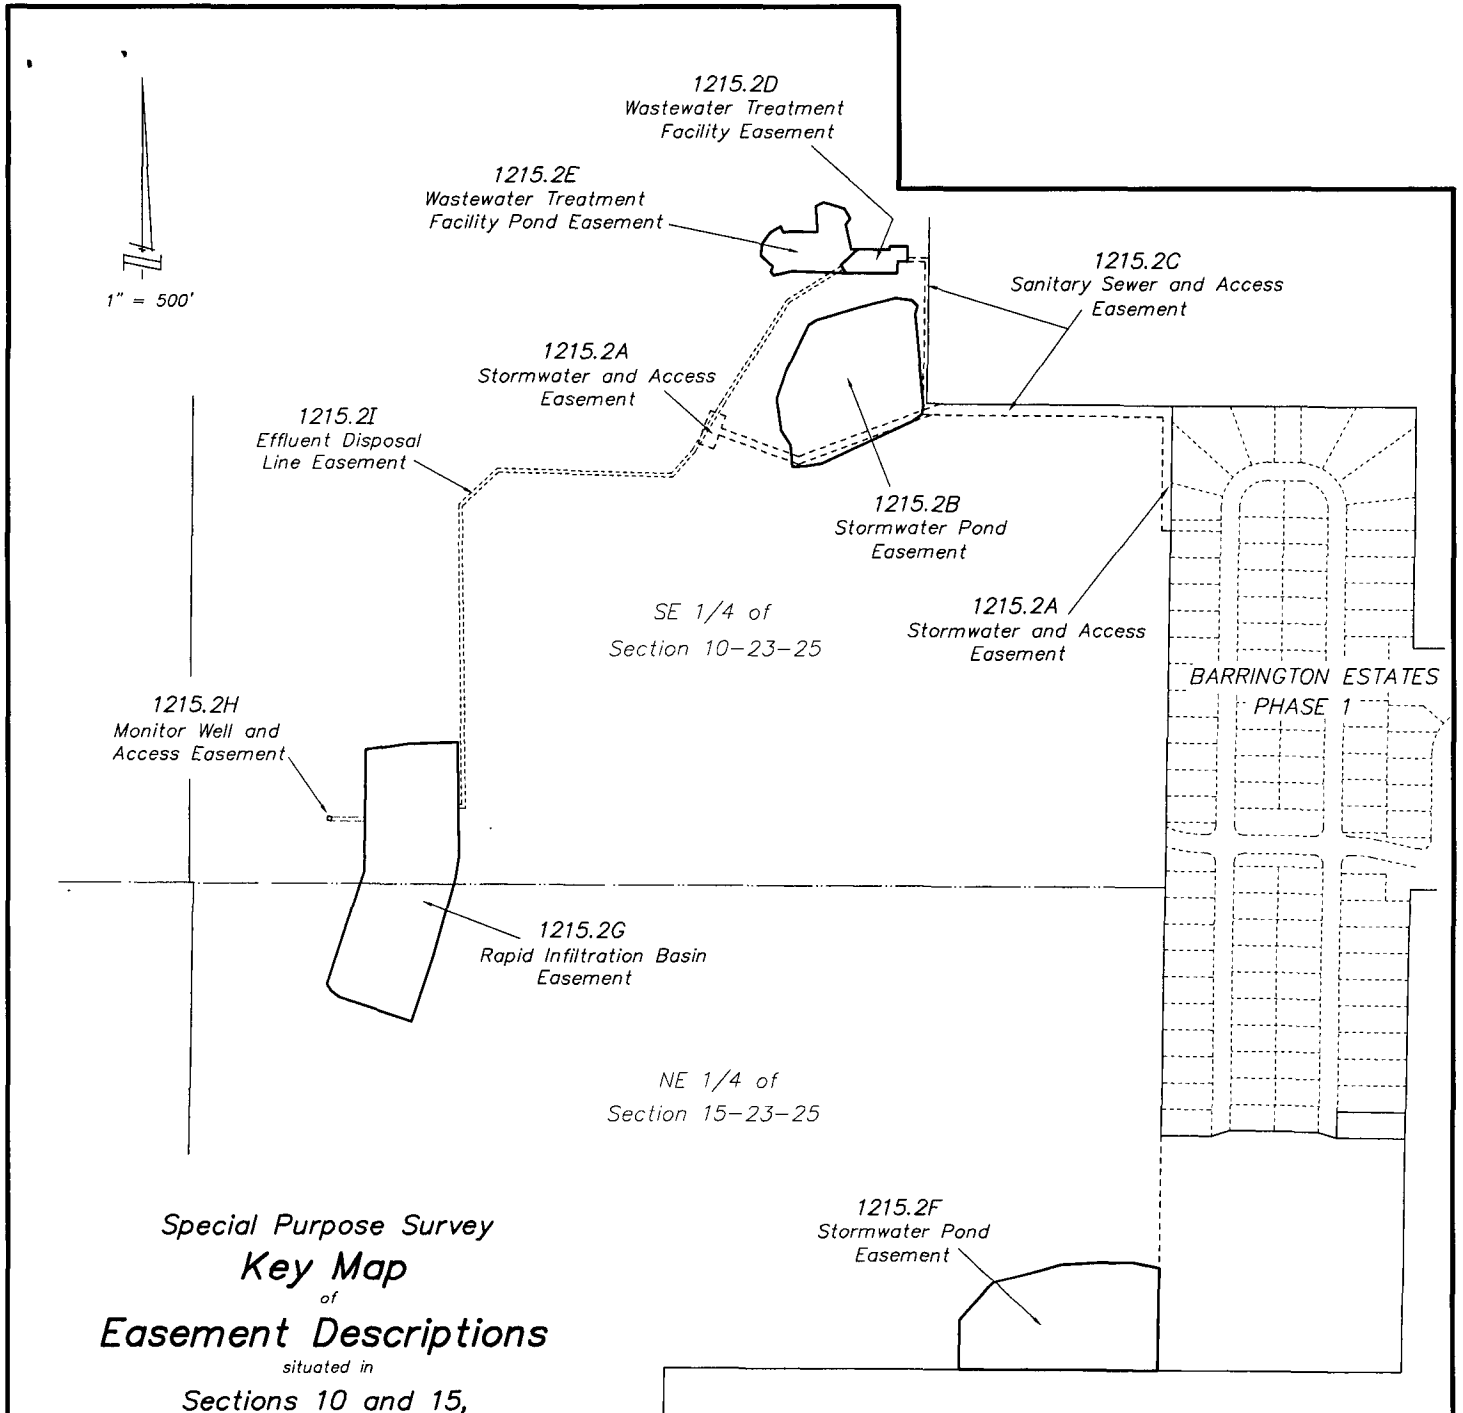 1215.2D
Wastewater Treatment
Facility Easement
1215.2E
Wastewater Treatment
Facility Pond Easement
1" = 500'
1215.2C
Sanitary Sewer and Access
Easement
1215.2A
Stormwater and Access
Easement
1215.2I
Effluent Disposal
Line Easement
1215.2B
Stormwater Pond
Easement
SE 1/4 of
Section 10-23-25
1215.2A
Stormwater and Access
Easement
BARRINGTON ESTATES
PHASE 1
1215.2H
Monitor Well and
Access Easement
1215.2G
Rapid Infiltration Basin
Easement
NE 1/4 of
Section 15-23-25
1215.2F
Stormwater Pond
Easement
Special Purpose Survey
Key Map
of
Easement Descriptions
situated in
Sections 10 and 15,